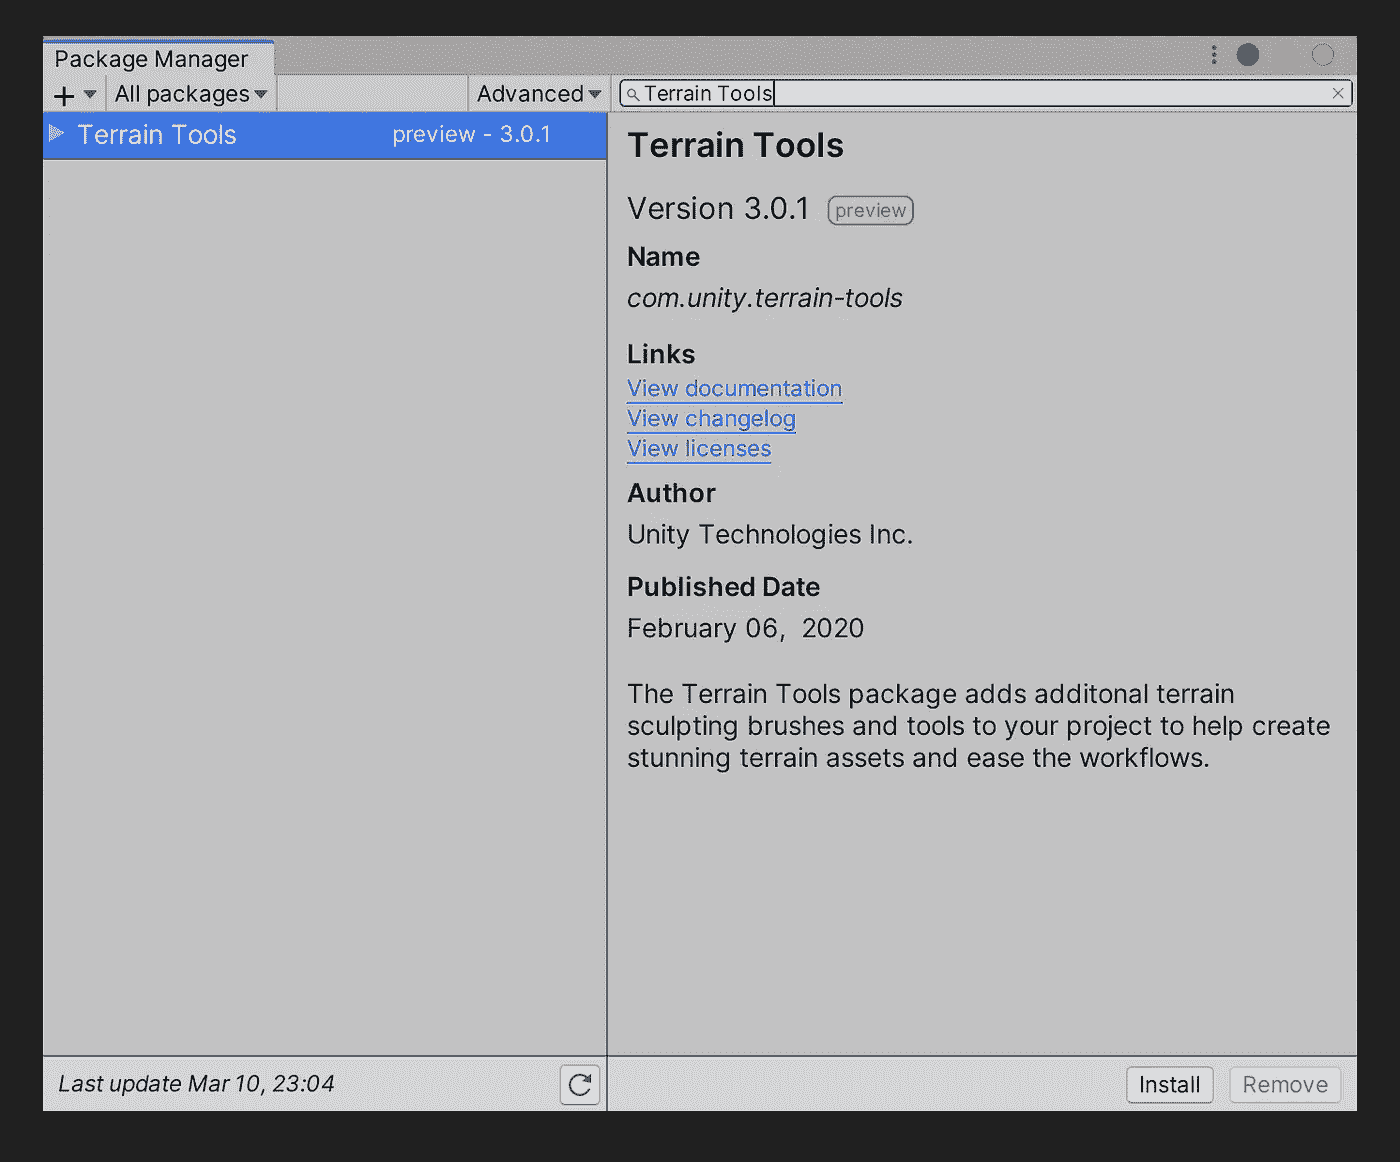 Package Manager
+ All packages Advanced Terrain Tools
Terrain Tools preview - 3.0.1
Terrain Tools
Version 3.0.1 preview
Name
com.unity.terrain-tools
Links
View documentation
View changelog
View licenses
Author
Unity Technologies Inc.
Published Date
February 06, 2020
The Terrain Tools package adds additonal terrain
sculpting brushes and tools to your project to help create
stunning terrain assets and ease the workflows.
Last update Mar 10, 23:04
Install Remove